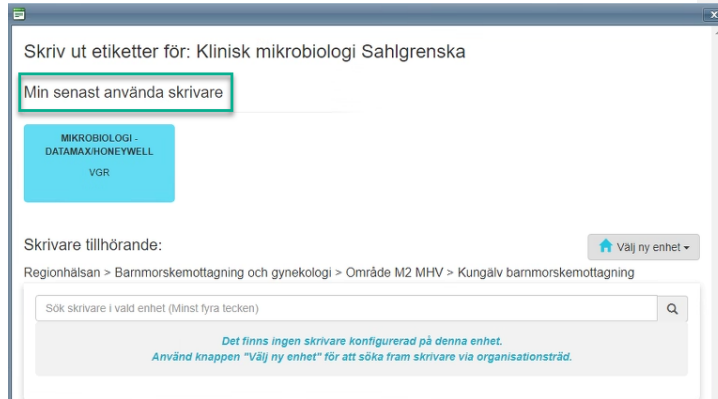 Skriv ut etiketter för: Klinisk mikrobiologi Sahlgrenska
Min senast använda skrivare
MIKROBIOLOGI -
DATAMAX/HONEYWELL
VGR
Skrivare tillhörande:
Välj ny enhet
Regionhälsan > Barnmorskemottagning och gynekologi > Område M2 MHV > Kungälv barnmorskemottagning
Sök skrivare i vald enhet (Minst fyra tecken)
Det finns ingen skrivare konfigurerad på denna enhet.
Använd knappen "Välj ny enhet" för att söka fram skrivare via organisationsträd.